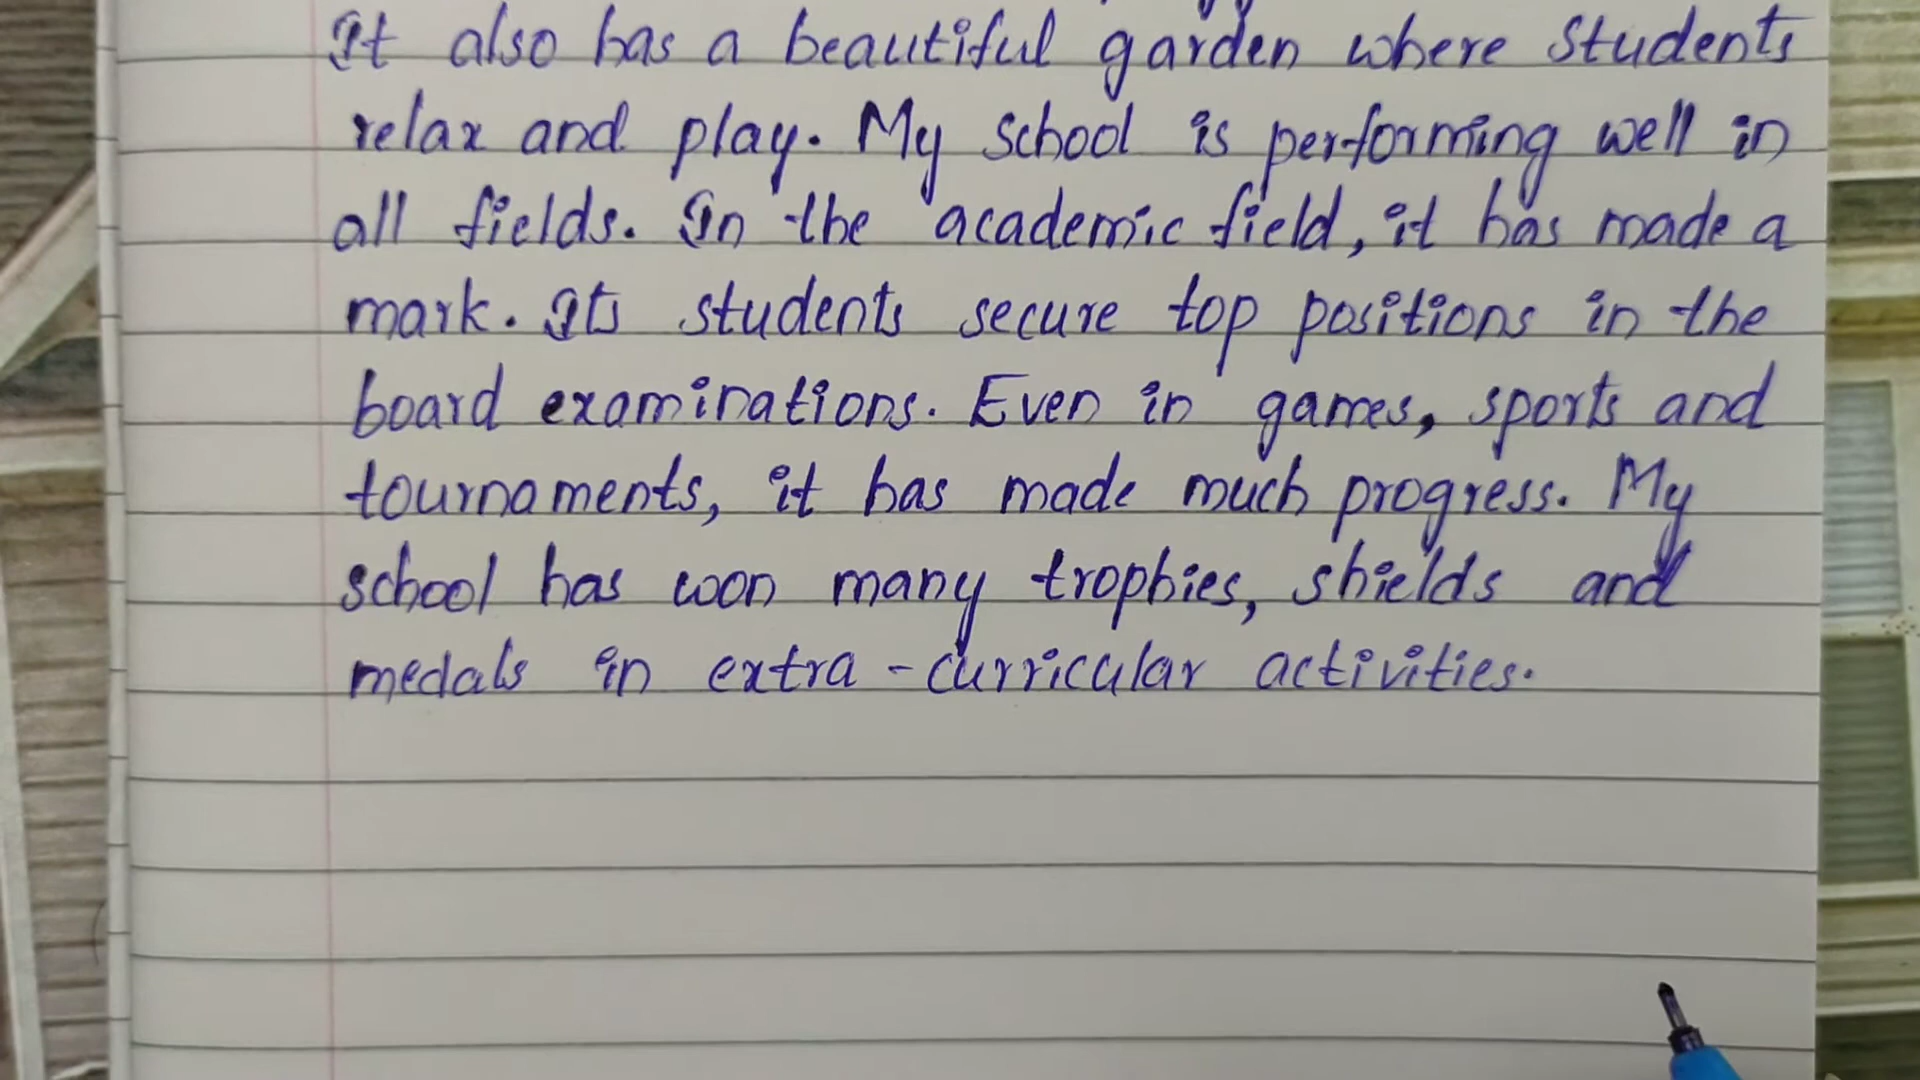 It also has a beautiful garden where students
relax and play. My school is performing well in
all fields. In the academic field, it has made a
mark. Its students secure top positions in the
board examinations. Even in games, sports and
tournaments, it has made much progress. My
school has won many trophies, shields and
medals in extra-curricular activities.